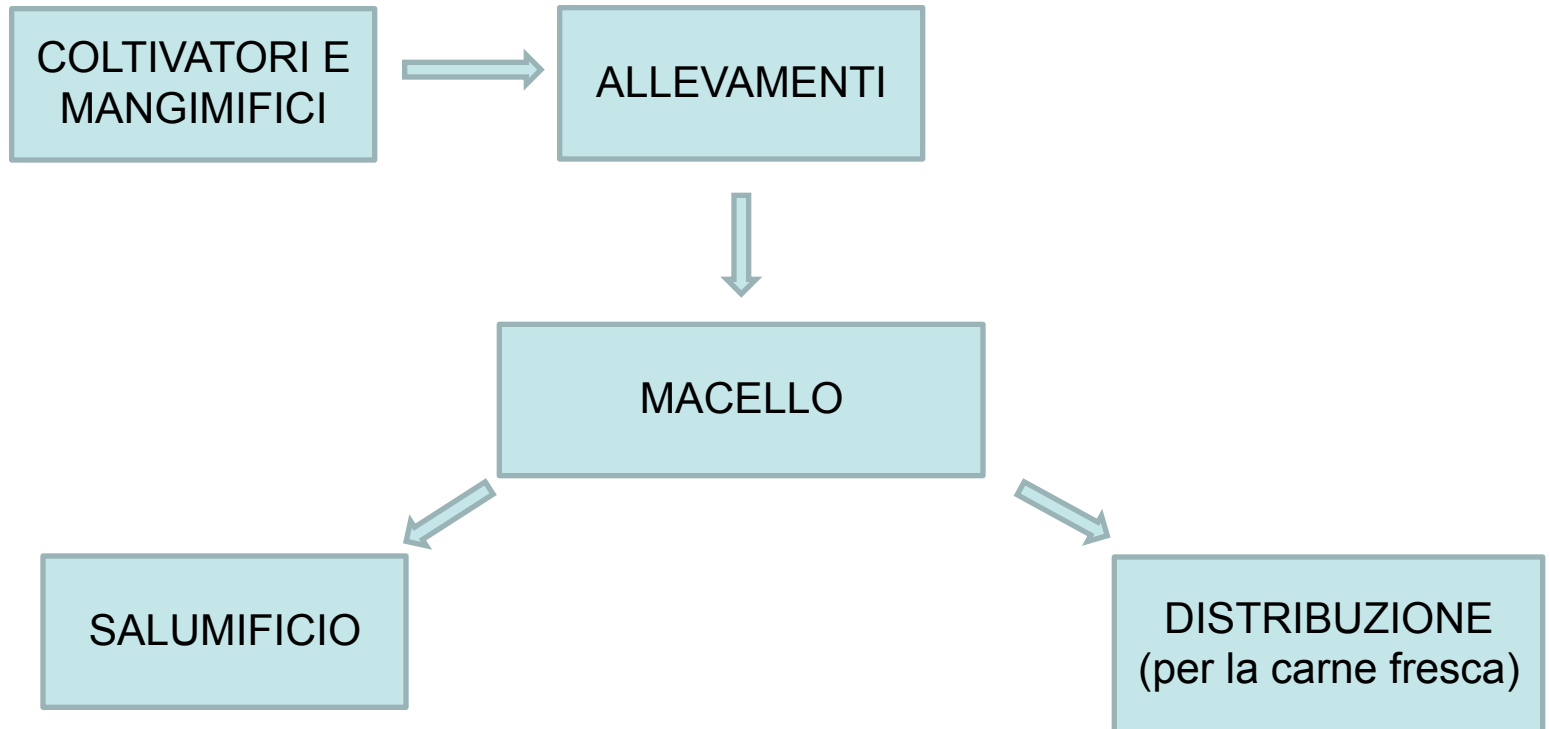 COLTIVATORI E
MANGIMIFICI
ALLEVAMENTI
MACELLO
SALUMIFICIO
DISTRIBUZIONE
(per la carne fresca)